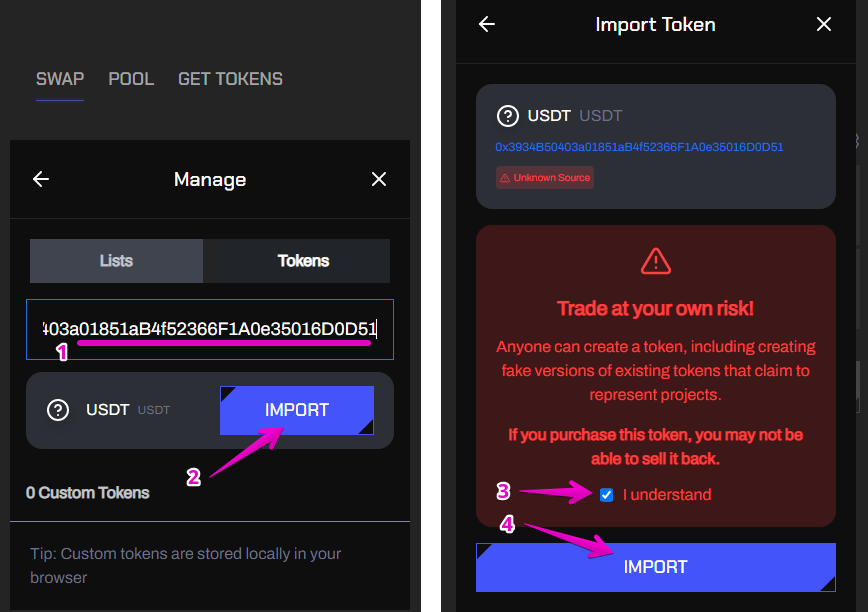 SWAP POOL GET TOKENS
Manage
Lists Tokens
403a01851aB4f52366F1A0e35016D0D51
1
USDT USDT IMPORT
2
0 Custom Tokens
Tip: Custom tokens are stored locally in your
browser
Import Token
USDT USDT
0x3934B50403a01851aB4f52366F1A0e35016D0D51
Unknown Source
Trade at your own risk!
Anyone can create a token, including creating
fake versions of existing tokens that claim to
represent projects.
If you purchase this token, you may not be
able to sell it back.
3
I understand
4
IMPORT